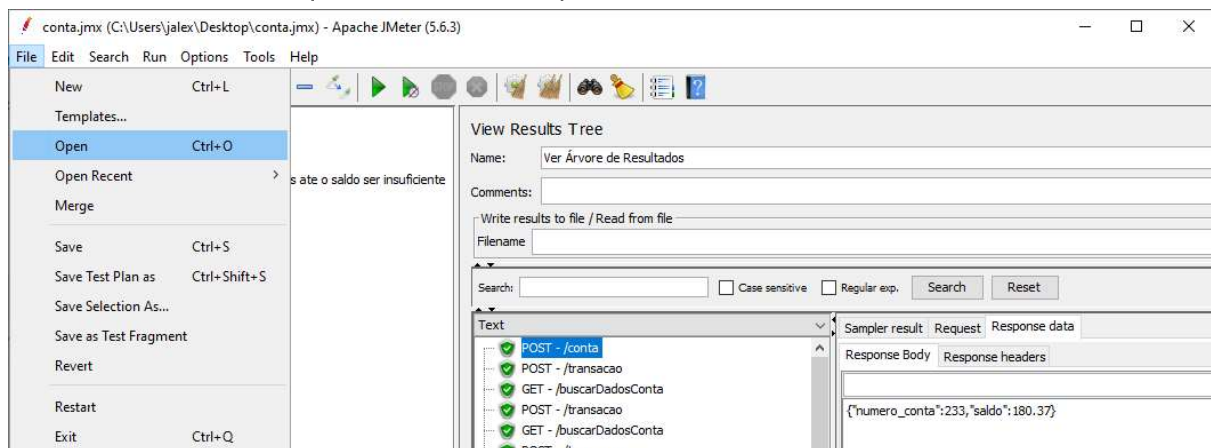 conta.jmx (C:\Users\jalex\Desktop\conta.jmx) - Apache JMeter (5.6.3)
File Edit Search Run Options Tools Help
New Ctrl+L
Templates...
Open Ctrl+O
Open Recent >
Merge
Save Ctrl+S
Save Test Plan as Ctrl+Shift+S
Save Selection As...
Save as Test Fragment
Revert
Restart
Exit Ctrl+Q
s ate o saldo ser insuficiente
View Results Tree
Name: Ver Árvore de Resultados
Comments:
Write results to file / Read from file
Filename
Search: Case sensitive Regular exp. Search Reset
Text
POST - /conta
POST - /transacao
GET - /buscarDadosConta
POST - /transacao
GET - /buscarDadosConta
Sampler result Request Response data
Response Body Response headers
{"numero_conta":233,"saldo":180.37}